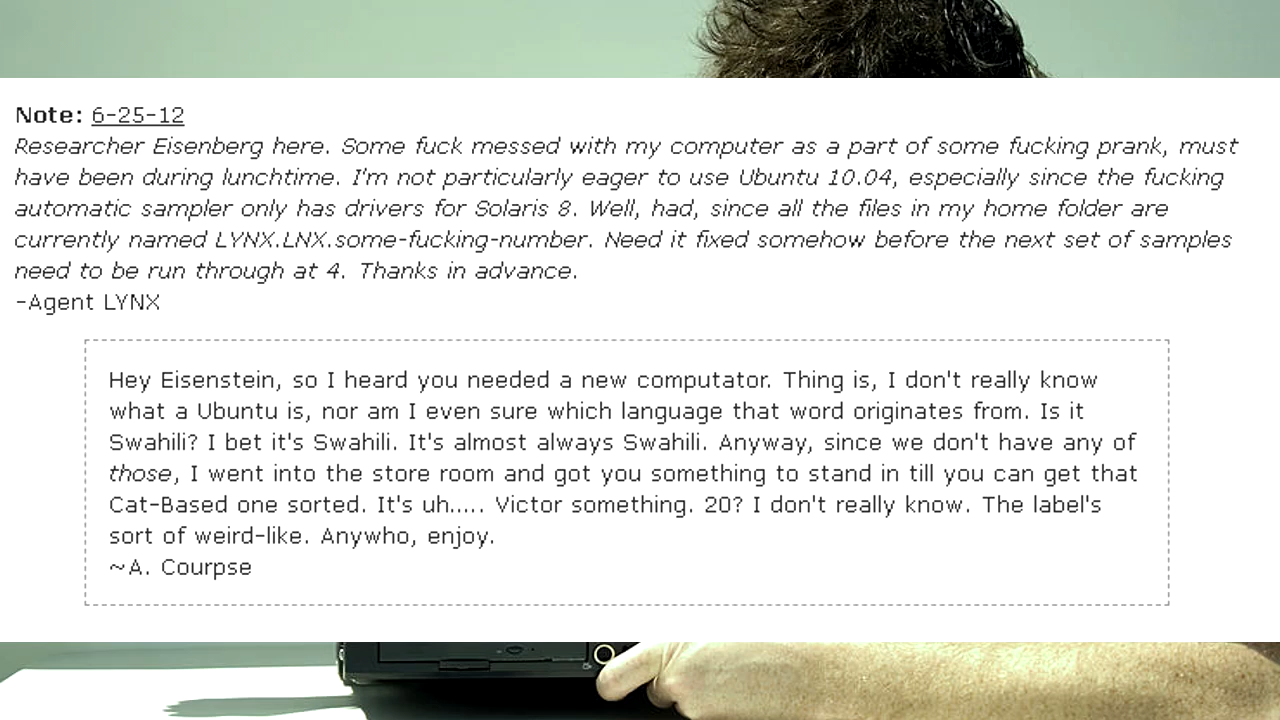 Note: 6-25-12
Researcher Eisenberg here. Some fuck messed with my computer as a part of some fucking prank, must
have been during lunchtime. I'm not particularly eager to use Ubuntu 10.04, especially since the fucking
automatic sampler only has drivers for Solaris 8. Well, had, since all the files in my home folder are
currently named LYNX.LNX.some-fucking-number. Need it fixed somehow before the next set of samples
need to be run through at 4. Thanks in advance.
-Agent LYNX
Hey Eisenstein, so I heard you needed a new computator. Thing is, I don't really know
what a Ubuntu is, nor am I even sure which language that word originates from. Is it
Swahili? I bet it's Swahili. It's almost always Swahili. Anyway, since we don't have any of
those, I went into the store room and got you something to stand in till you can get that
Cat-Based one sorted. It's uh..... Victor something. 20? I don't really know. The label's
sort of weird-like. Anywho, enjoy.
~A. Courpse